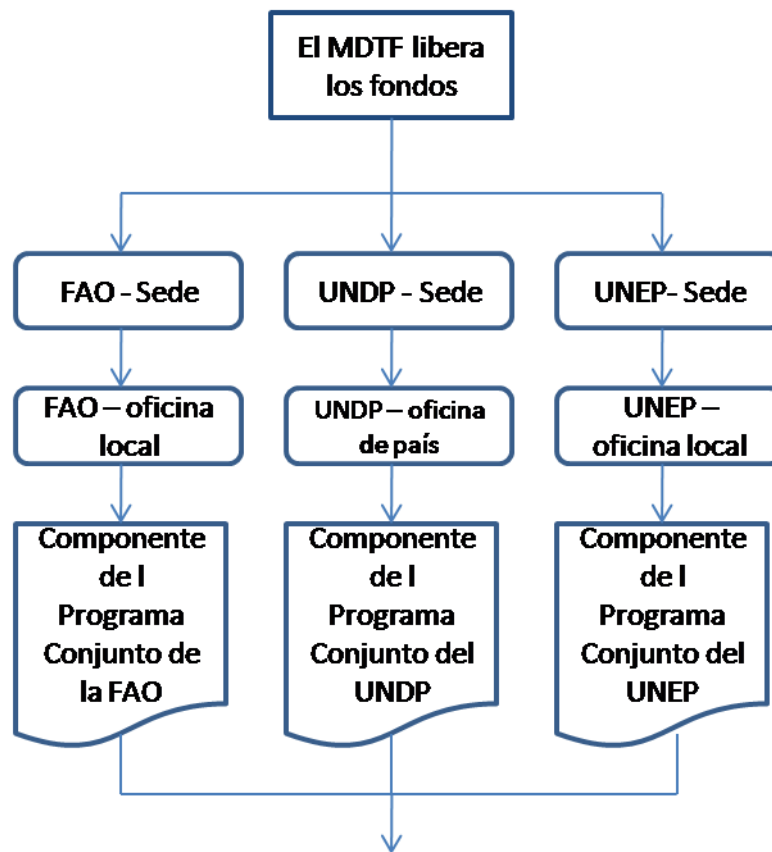 El MDTF libera
los fondos
FAO - Sede
UNDP - Sede
UNEP- Sede
FAO – oficina
local
UNDP – oficina
de país
UNEP –
oficina local
Componente
de l
Programa
Conjunto de
la FAO
Componente
de l
Programa
Conjunto del
UNDP
Componente
de l
Programa
Conjunto del
UNEP